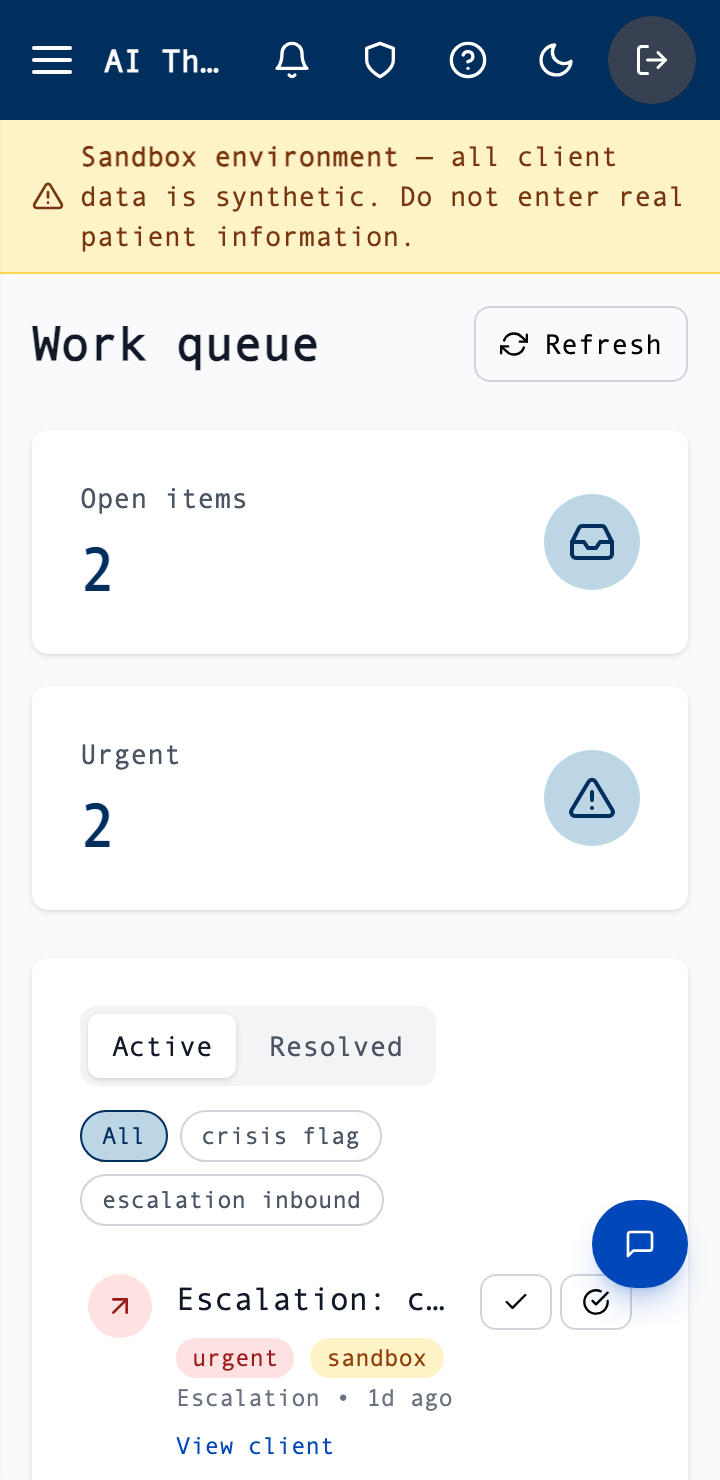 AI Th…
Sandbox environment — all client
data is synthetic. Do not enter real
patient information.
Work queue
Refresh
Open items
2
Urgent
2
Active Resolved
All crisis flag
escalation inbound
Escalation: c…
urgent sandbox
Escalation • 1d ago
View client